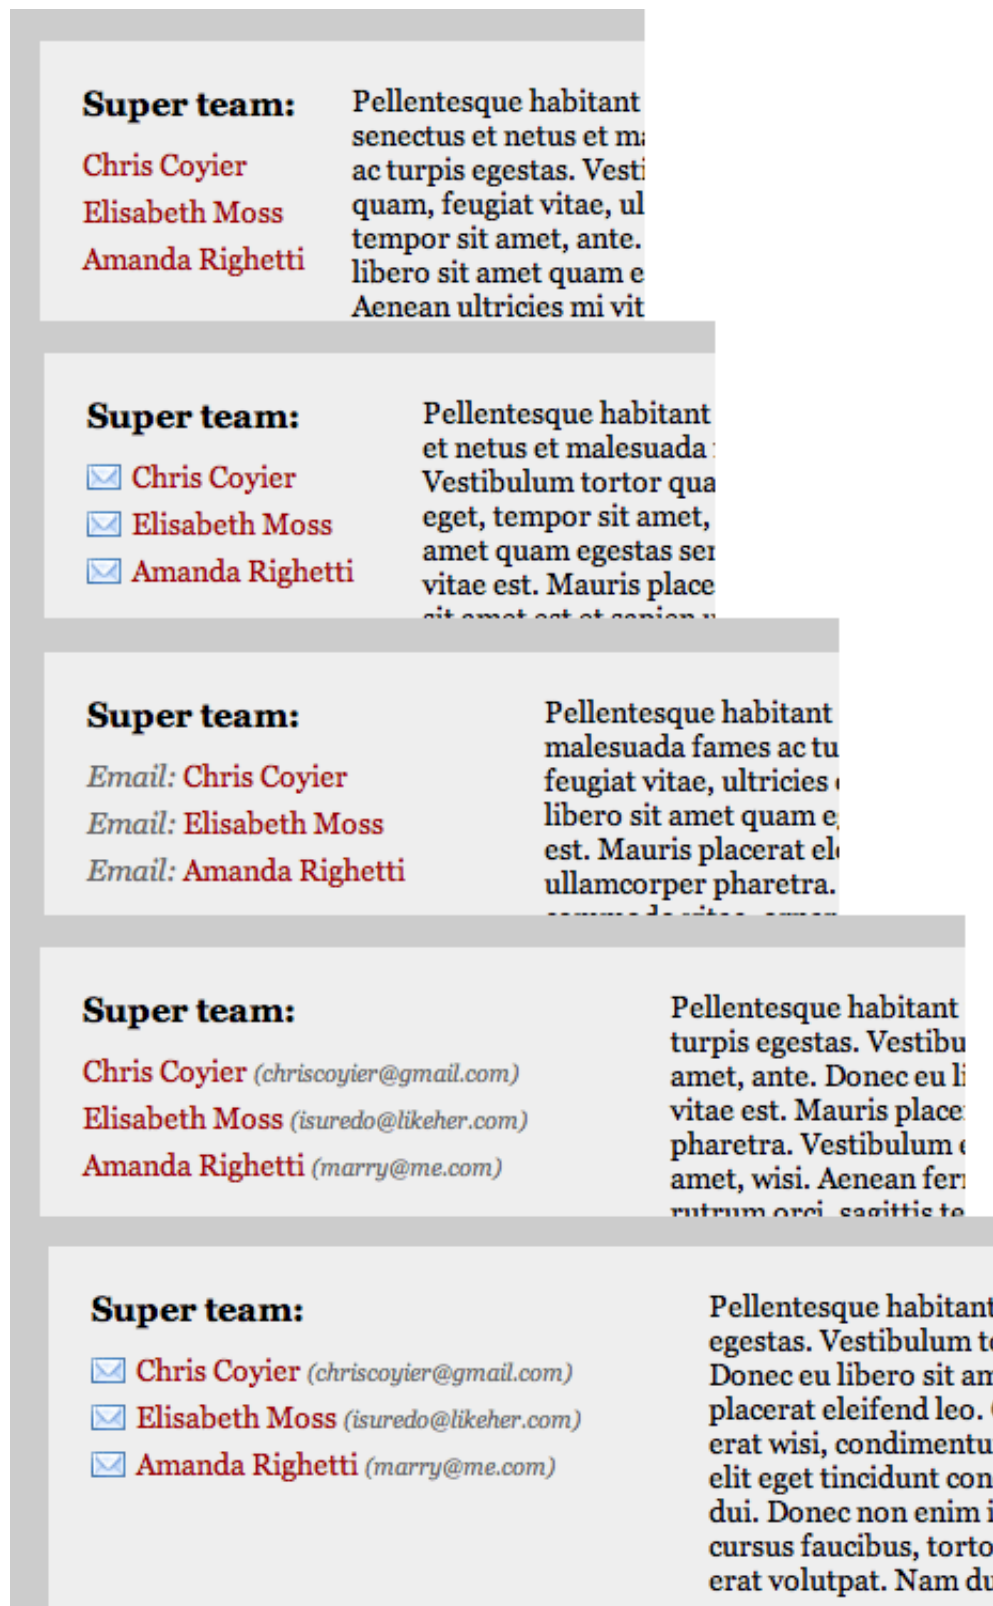 Super team:
Chris Coyier
Elisabeth Moss
Amanda Righetti
Pellentesque habitant
senectus et netus et
ac turpis egestas. Vesti
quam, feugiat vitae, ul
tempor sit amet, ante.
libero sit amet quam e
Aenean ultricies mi vit
Super team:
Chris Coyier
Elisabeth Moss
Amanda Righetti
Pellentesque habitant
et netus et malesuada
Vestibulum tortor qua
eget, tempor sit amet,
amet quam egestas
vitae est. Mauris place
Super team:
Email: Chris Coyier
Email: Elisabeth Moss
Email: Amanda Righetti
Pellentesque habitant
malesuada fames ac tu
feugiat vitae, ultricies
libero sit amet quam
est. Mauris placerat ele
ullamcorper pharetra.
Super team:
Chris Coyier (chriscoyier@gmail.com)
Elisabeth Moss (isuredo@likeher.com)
Amanda Righetti (marry@me.com)
Pellentesque habitant
turpis egestas. Vestibu
amet, ante. Donec eu li
vitae est. Mauris place
pharetra. Vestibulum
amet, wisi. Aenean
rutrum orci, sagittis te
Super team:
Chris Coyier (chriscoyier@gmail.com)
Elisabeth Moss (isuredo@likeher.com)
Amanda Righetti (marry@me.com)
Pellentesque habitant
egestas. Vestibulum te
Donec eu libero sit am
placerat eleifend leo.
erat wisi, condimentu
elit eget tincidunt con
dui. Donec non enim i
cursus faucibus, torto
erat volutpat. Nam du